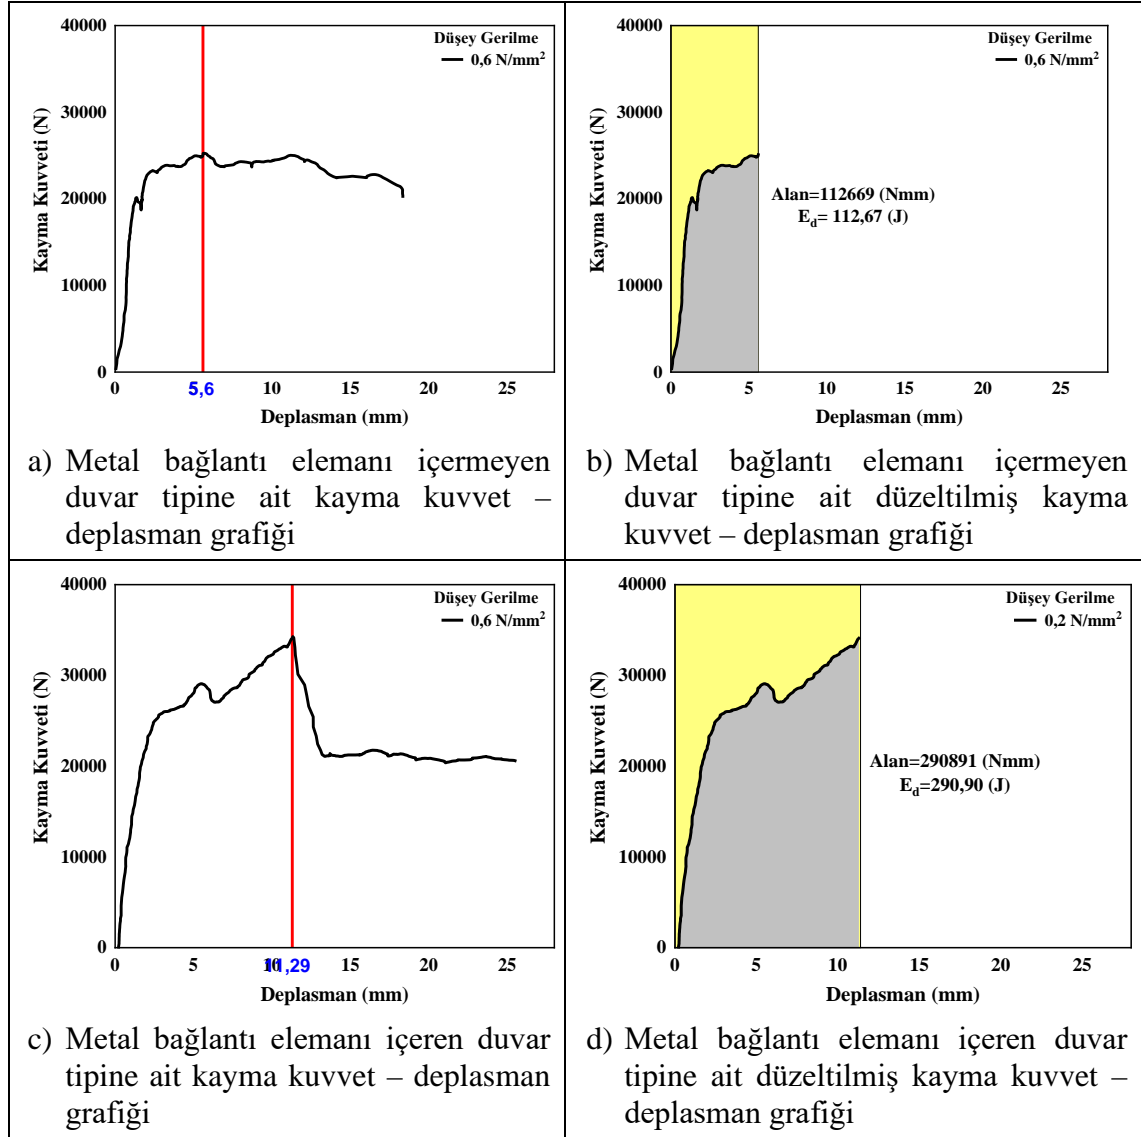 40000
30000
20000
10000
0
Kayma Kuvveti (N)
Düşey Gerilme
0,6 N/mm²
0 5,6 10 15 20 25
Deplasman (mm)
a) Metal bağlantı elemanı içermeyen
duvar tipine ait kayma kuvvet –
deplasman grafiği
40000
30000
20000
10000
0
Kayma Kuvveti (N)
Düşey Gerilme
0,6 N/mm²
Alan=112669 (Nmm)
Ed= 112,67 (J)
0 5 10 15 20 25
Deplasman (mm)
b) Metal bağlantı elemanı içermeyen
duvar tipine ait düzeltilmiş kayma
kuvvet – deplasman grafiği
40000
30000
20000
10000
0
Kayma Kuvveti (N)
Düşey Gerilme
0,6 N/mm²
0 5 11,29 15 20 25
Deplasman (mm)
c) Metal bağlantı elemanı içeren duvar
tipine ait kayma kuvvet – deplasman
grafiği
40000
30000
20000
10000
0
Kayma Kuvveti (N)
Düşey Gerilme
0,2 N/mm²
Alan=290891 (Nmm)
Ed=290,90 (J)
0 5 10 15 20 25
Deplasman (mm)
d) Metal bağlantı elemanı içeren duvar
tipine ait düzeltilmiş kayma kuvvet –
deplasman grafiği